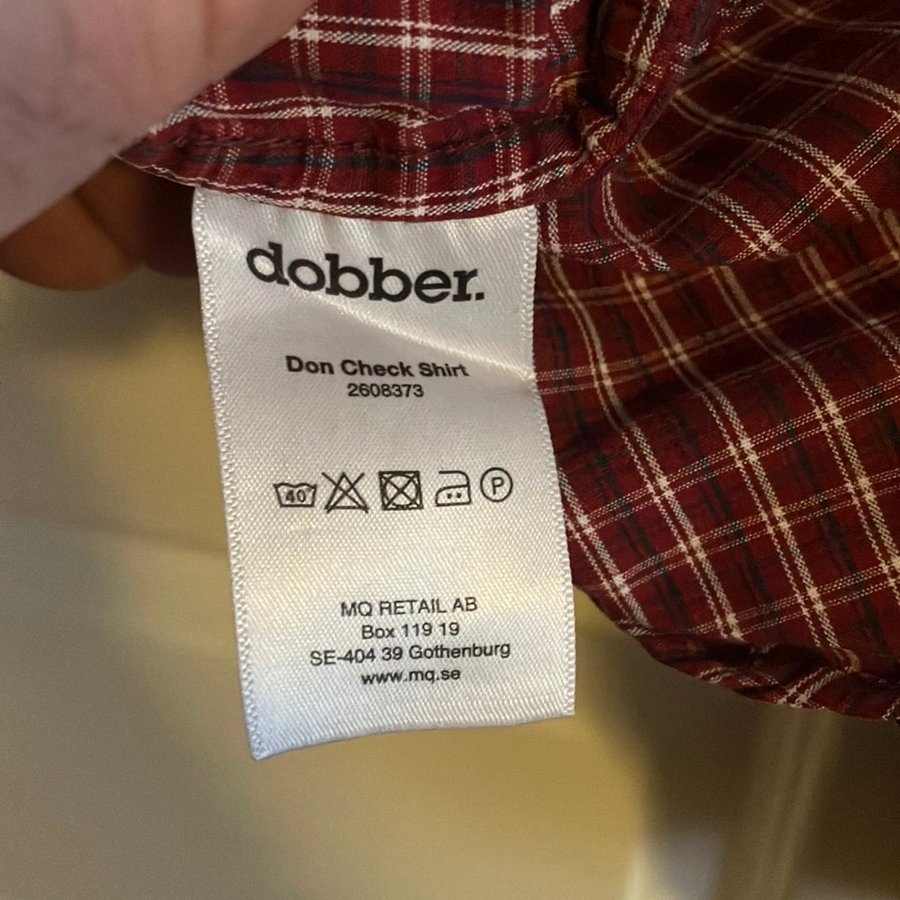 dobber.
Don Check Shirt
2608373
40 P
MQ RETAIL AB
Box 119 19
SE-404 39 Gothenburg
www.mq.se